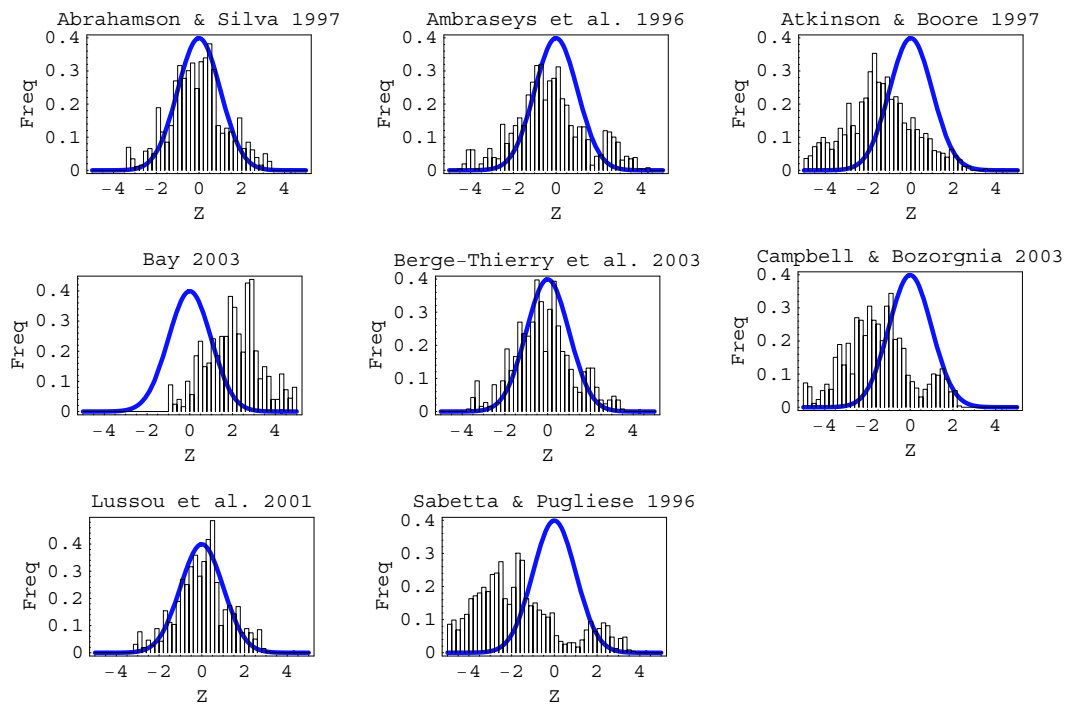 Abrahamson & Silva 1997
0.4
0.3
0.2
0.1
0
Freq
-4 -2 0 2 4
Z
Ambraseys et al. 1996
0.4
0.3
0.2
0.1
0
Freq
-4 -2 0 2 4
Z
Atkinson & Boore 1997
0.4
0.3
0.2
0.1
0
Freq
-4 -2 0 2 4
Z
Bay 2003
0.4
0.3
0.2
0.1
0
Freq
-4 -2 0 2 4
Z
Berge-Thierry et al. 2003
0.4
0.3
0.2
0.1
0
Freq
-4 -2 0 2 4
Z
Campbell & Bozorgnia 2003
0.4
0.3
0.2
0.1
0
Freq
-4 -2 0 2 4
Z
Lussou et al. 2001
0.4
0.3
0.2
0.1
0
Freq
-4 -2 0 2 4
Z
Sabetta & Pugliese 1996
0.4
0.3
0.2
0.1
0
Freq
-4 -2 0 2 4
Z